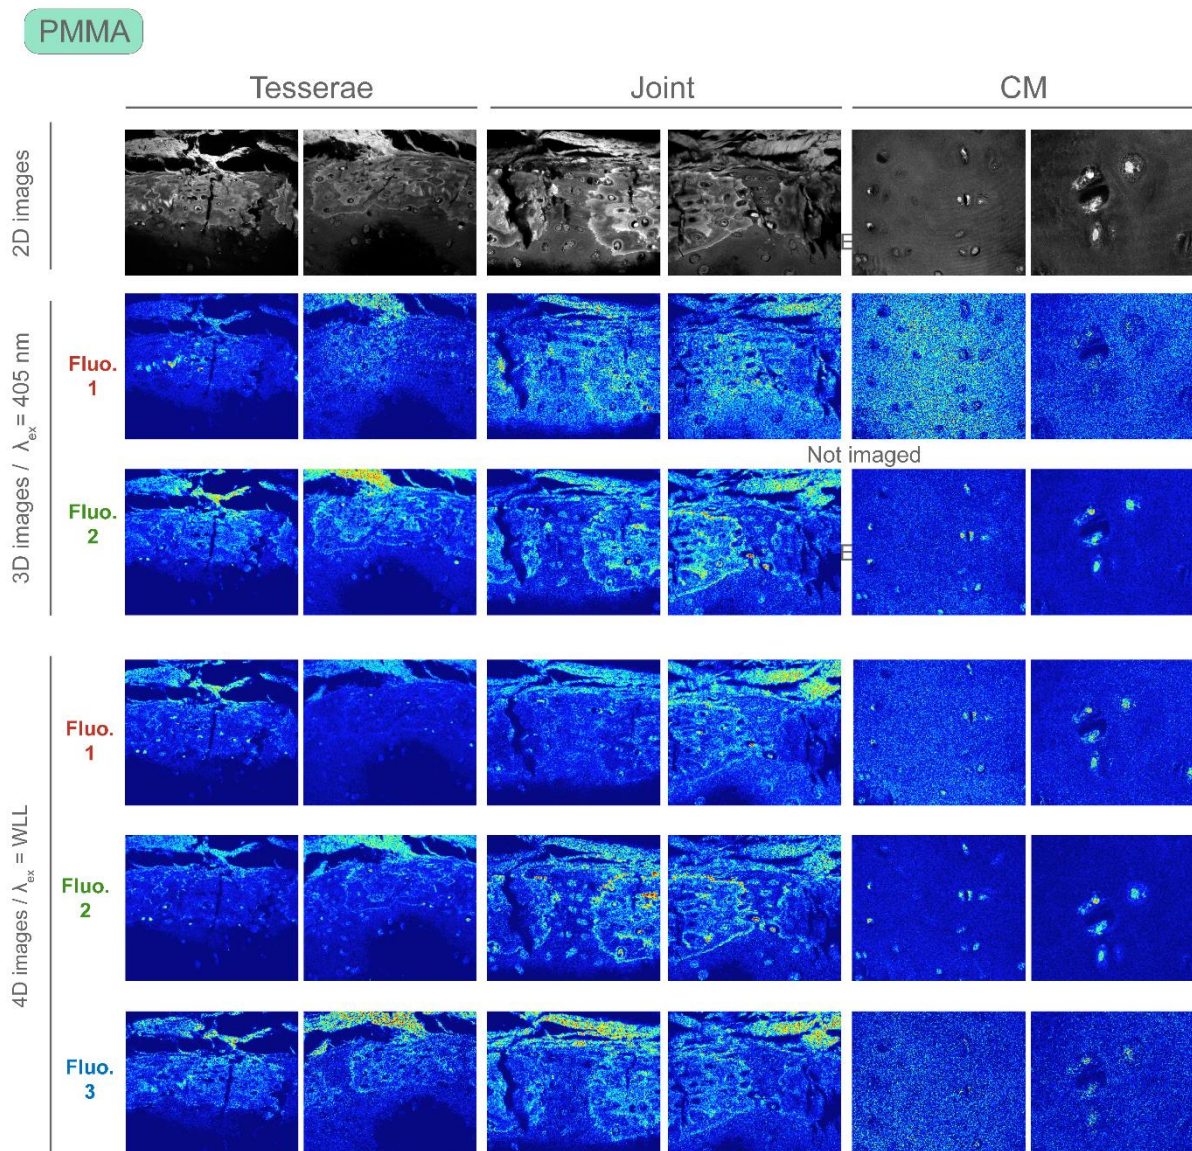 PMMA
Tesserae
Joint
CM
2D images
3D images / λex = 405 nm
Fluo.
1
Not imaged
Fluo.
2
4D images / λex = WLL
Fluo.
1
Fluo.
2
Fluo.
3